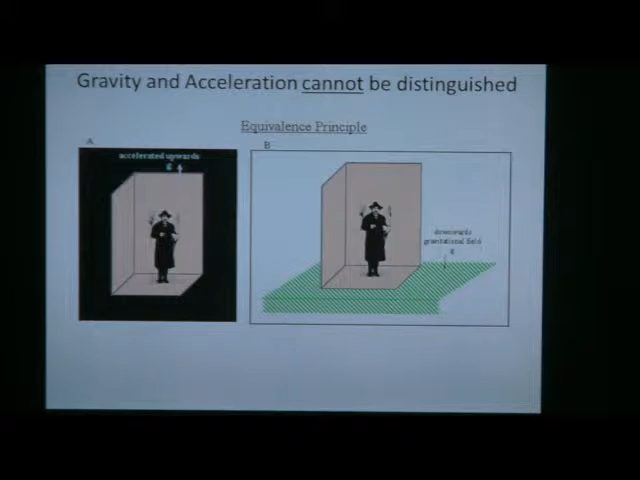 Gravity and Acceleration cannot be distinguished
Equivalence Principle
A
B
accelerated upwards
g
downwards
gravitational field
g